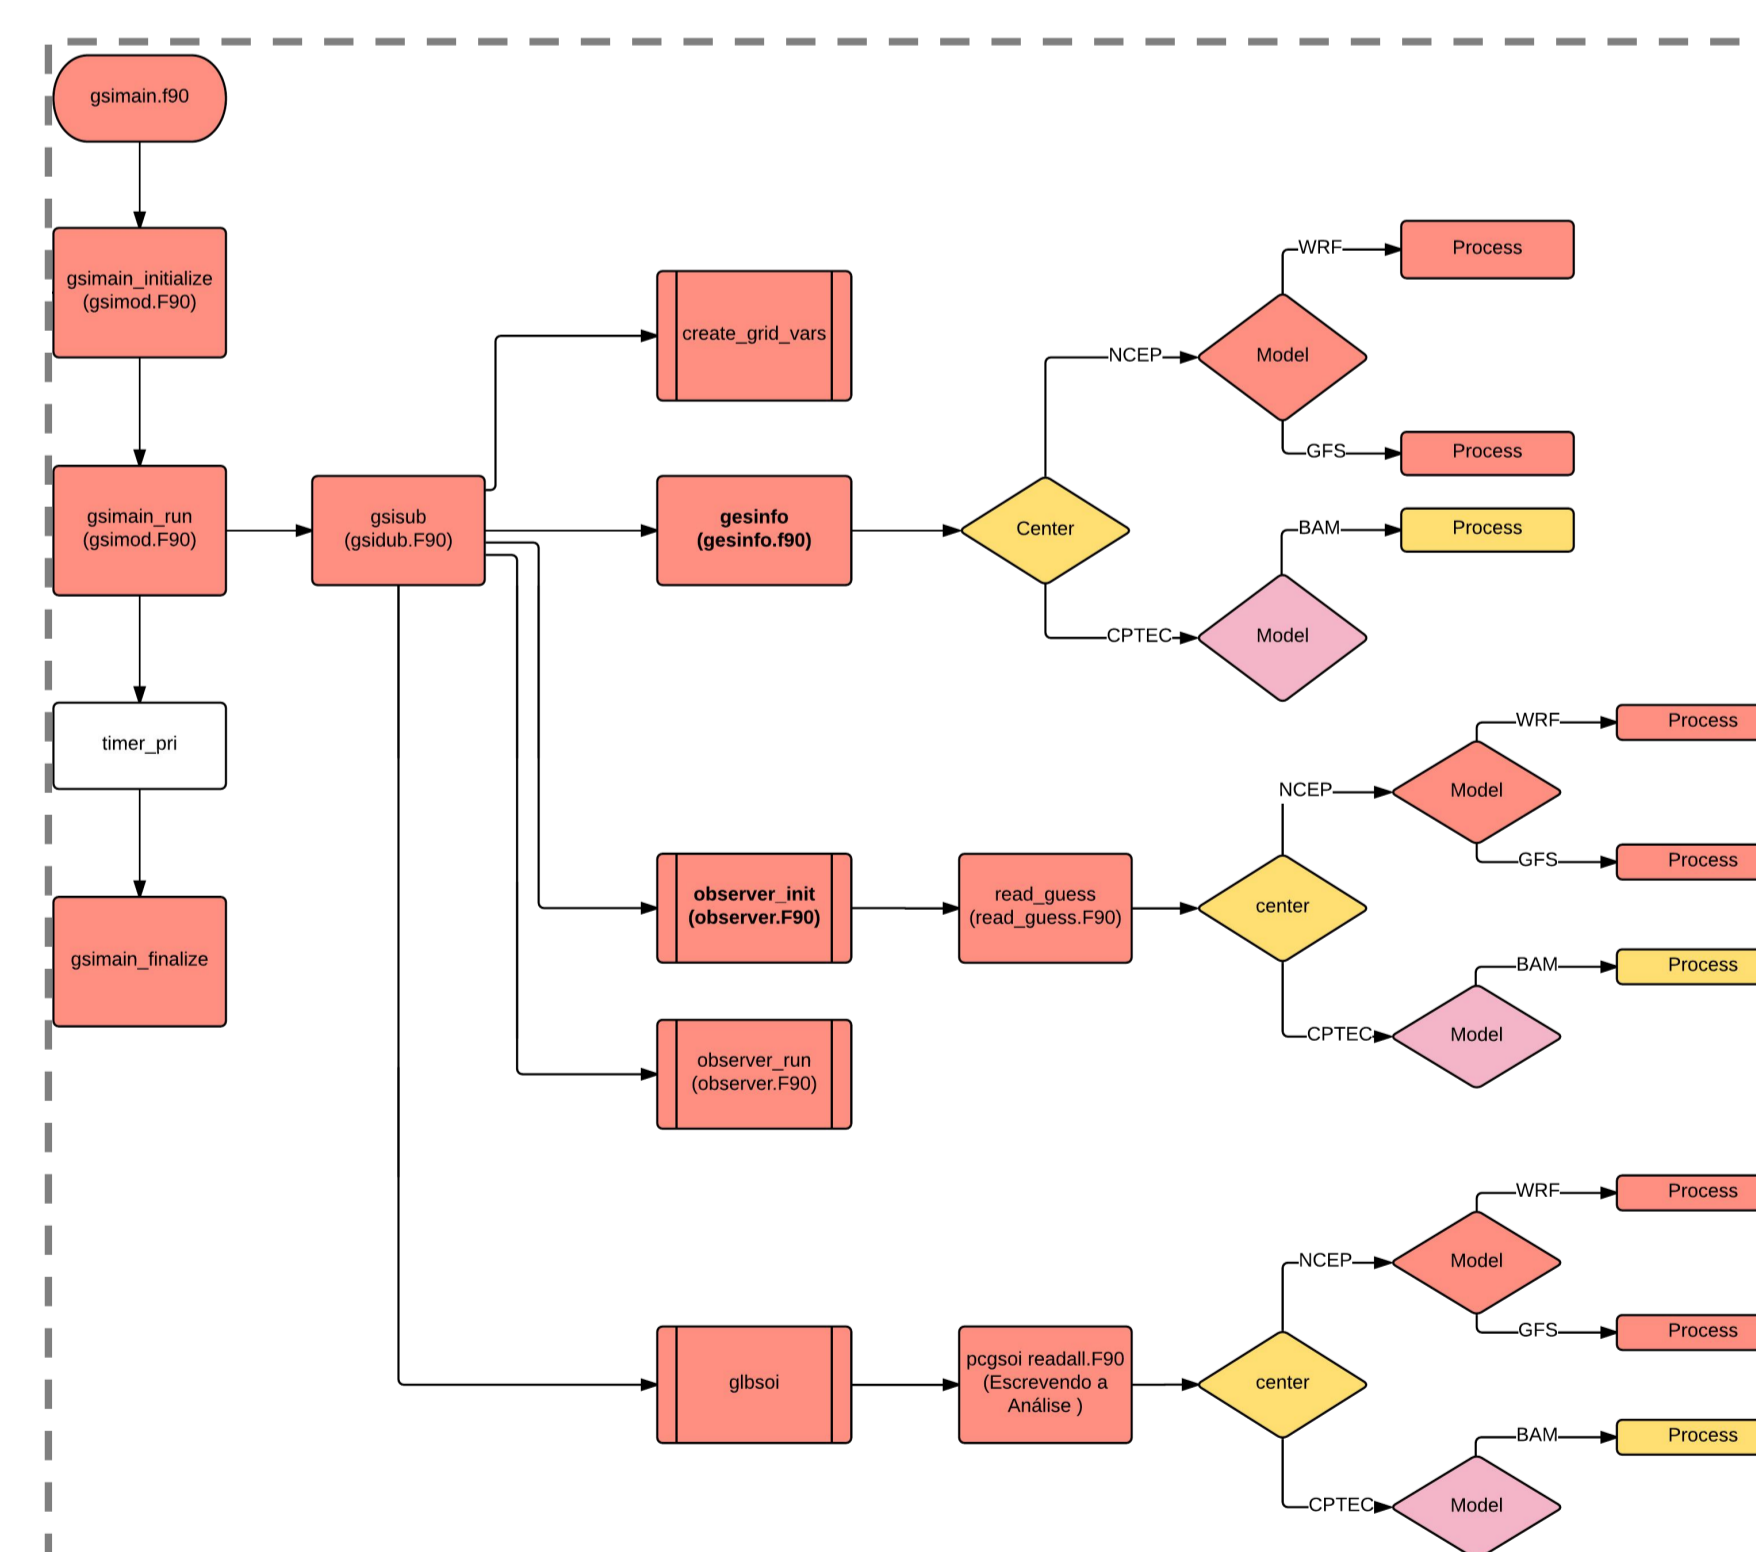 gsimain.f90
gsimain_initialize
(gsimod.F90)
gsimain_run
(gsimod.F90)
timer_pri
gsimain_finalize
gsisub
(gsidub.F90)
create_grid_vars
gesinfo
(gesinfo.f90)
Center
NCEP
Model
WRF
Process
GFS
Process
CPTEC
Model
BAM
Process
observer_init
(observer.F90)
read_guess
(read_guess.F90)
center
NCEP
Model
WRF
Process
GFS
Process
CPTEC
Model
BAM
Process
observer_run
(observer.F90)
glbsoi
pcgsoi readall.F90
(Escrevendo a
Análise )
center
NCEP
Model
WRF
Process
GFS
Process
CPTEC
Model
BAM
Process